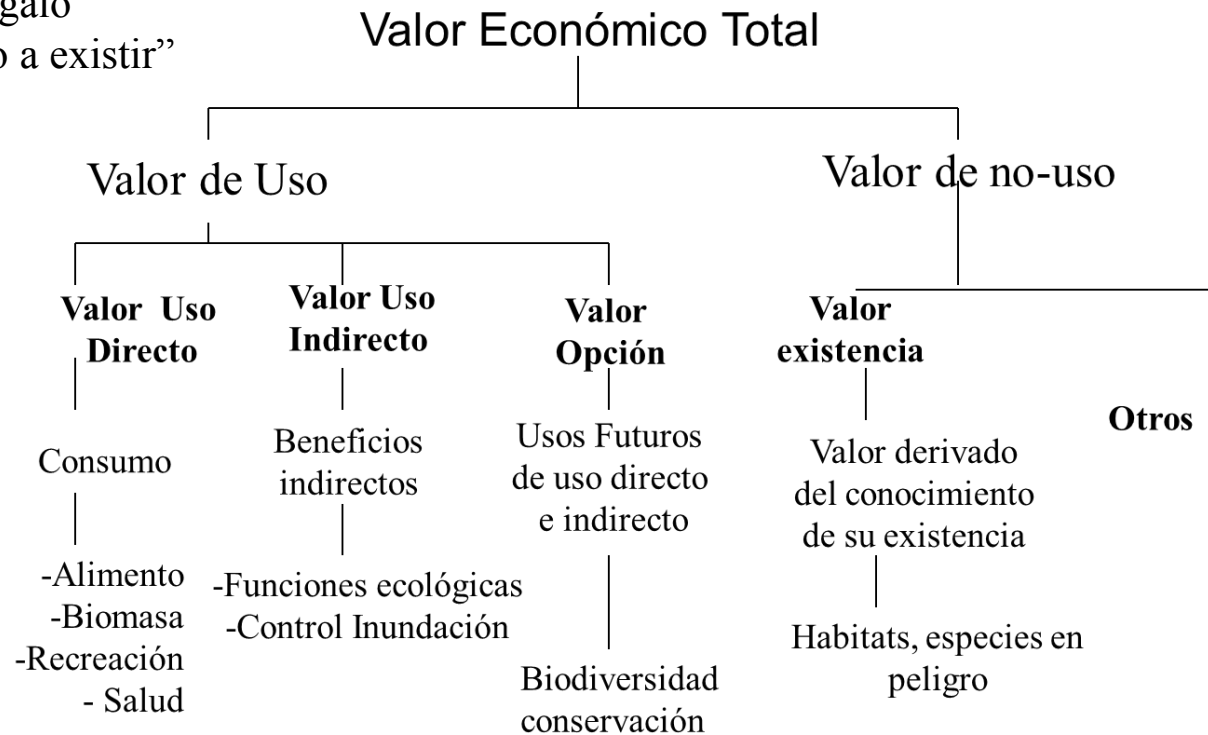 galo
o a existir”
Valor Económico Total
Valor de Uso
Valor de no-uso
Valor Uso
Directo
Valor Uso
Indirecto
Valor
Opción
Valor
existencia
Otros
Consumo
Beneficios
indirectos
Usos Futuros
de uso directo
e indirecto
Valor derivado
del conocimiento
de su existencia
-Alimento
-Biomasa
-Recreación
- Salud
-Funciones ecológicas
-Control Inundación
Biodiversidad
conservación
Habitats, especies en
peligro